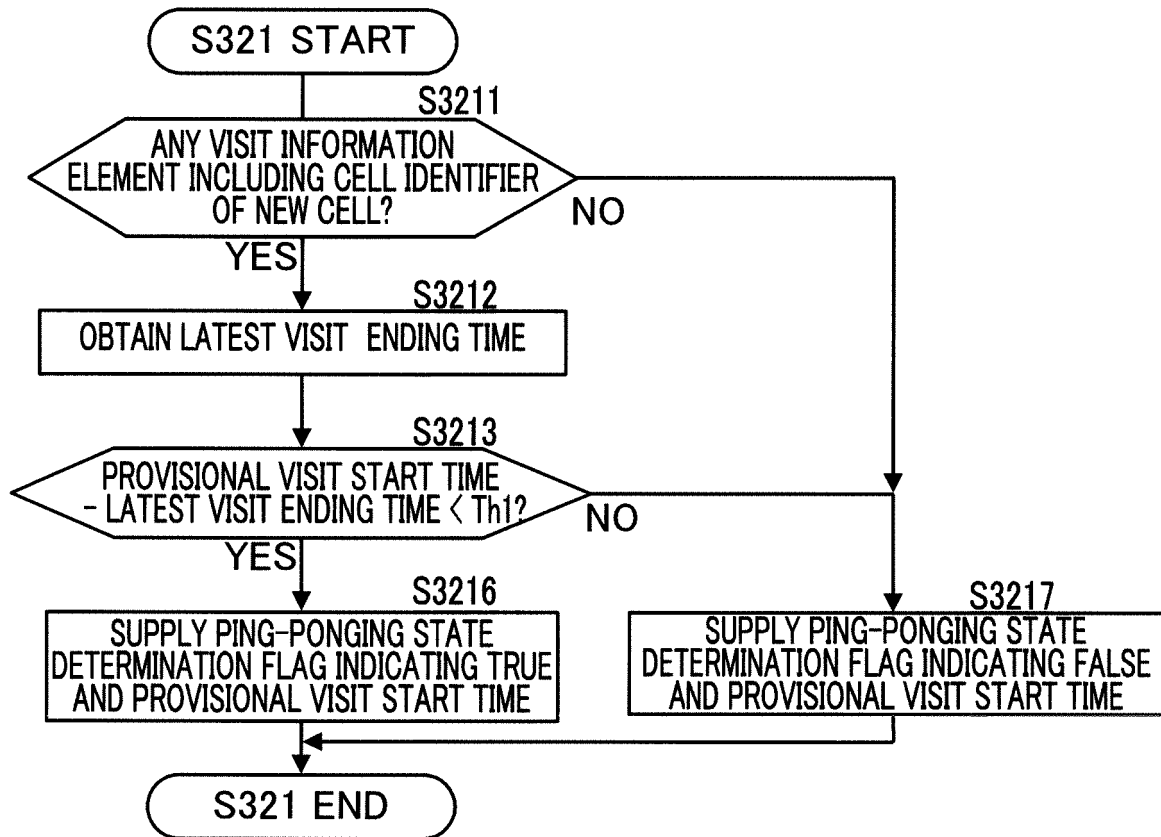 S321 START
S3211
ANY VISIT INFORMATION
ELEMENT INCLUDING CELL IDENTIFIER
OF NEW CELL?
NO
YES
S3212
OBTAIN LATEST VISIT ENDING TIME
S3213
PROVISIONAL VISIT START TIME
- LATEST VISIT ENDING TIME < Th1?
NO
YES
S3216
SUPPLY PING-PONGING STATE
DETERMINATION FLAG INDICATING TRUE
AND PROVISIONAL VISIT START TIME
S3217
SUPPLY PING-PONGING STATE
DETERMINATION FLAG INDICATING FALSE
AND PROVISIONAL VISIT START TIME
S321 END